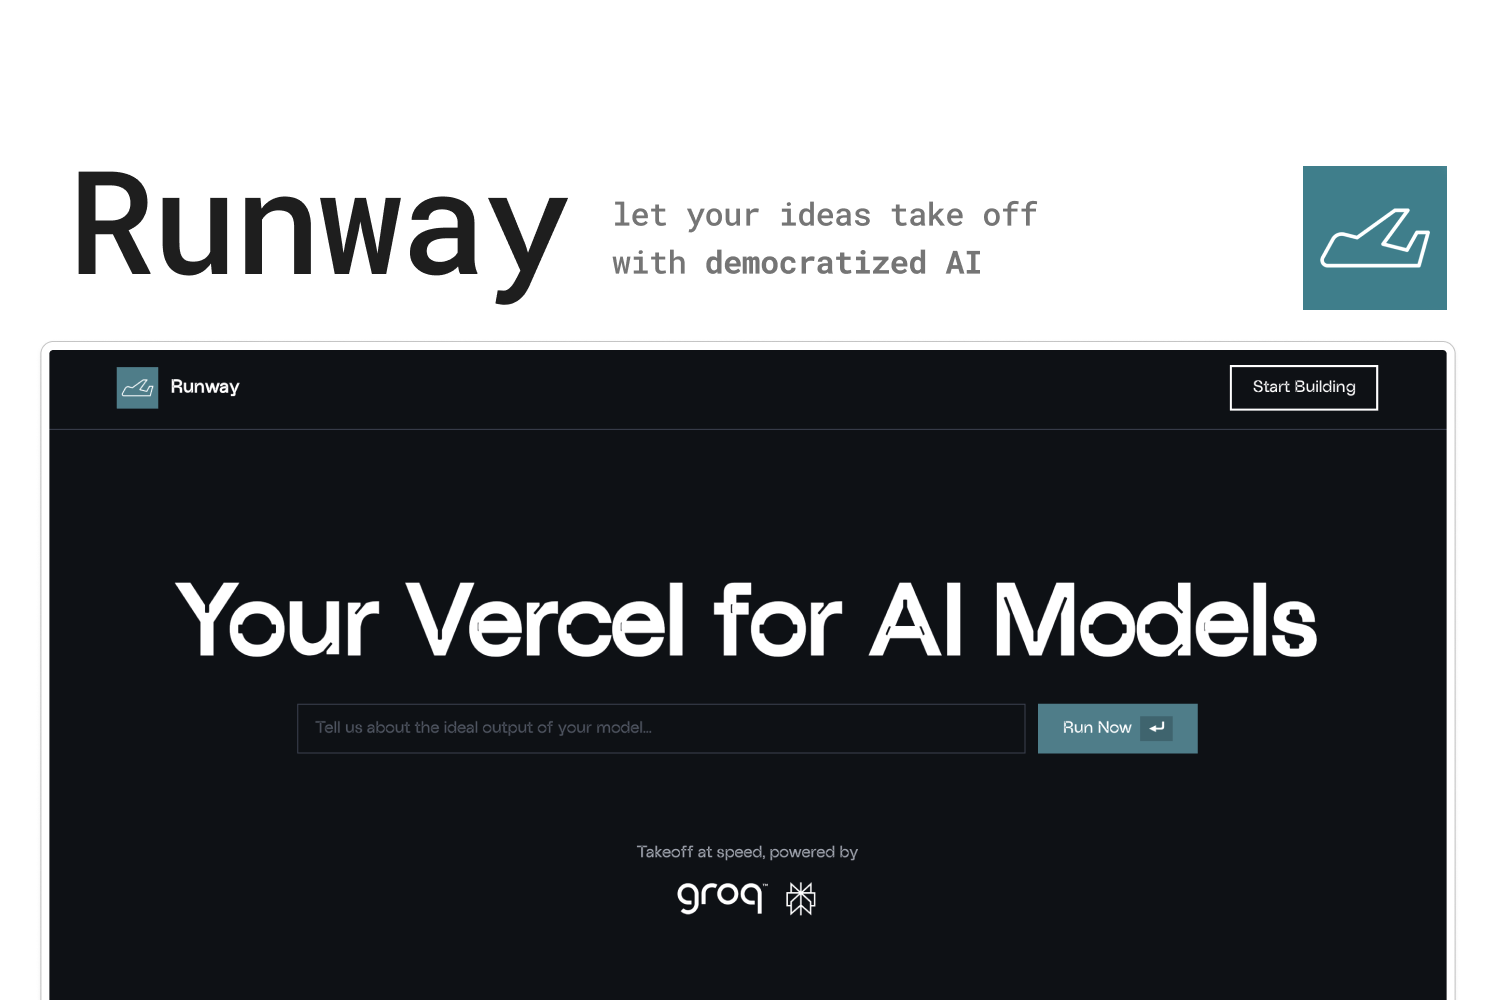 Runway
let your ideas take off
with democratized AI
Runway
Start Building
Your Vercel for AI Models
Tell us about the ideal output of your model...
Run Now
Takeoff at speed, powered by
groq™